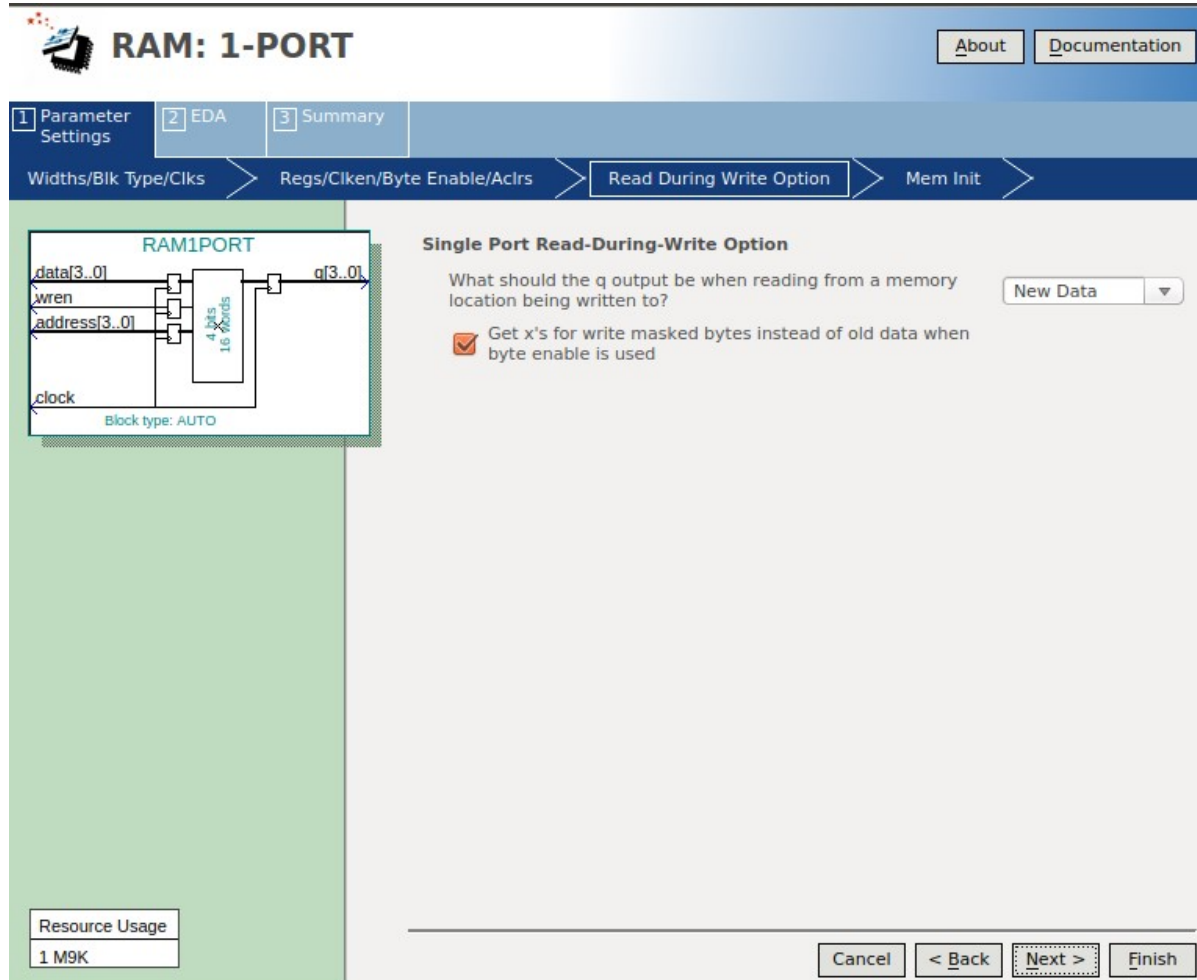 RAM: 1-PORT
About
Documentation
1 Parameter Settings
2 EDA
3 Summary
Widths/Blk Type/Clks
Regs/Clken/Byte Enable/Aclrs
Read During Write Option
Mem Init
RAM1PORT
data[3..0]
q[3..0]
wren
address[3..0]
4 bits
16 words
clock
Block type: AUTO
Single Port Read-During-Write Option
What should the q output be when reading from a memory
location being written to?
New Data
Get x's for write masked bytes instead of old data when
byte enable is used
Resource Usage
1 M9K
Cancel
< Back
Next >
Finish